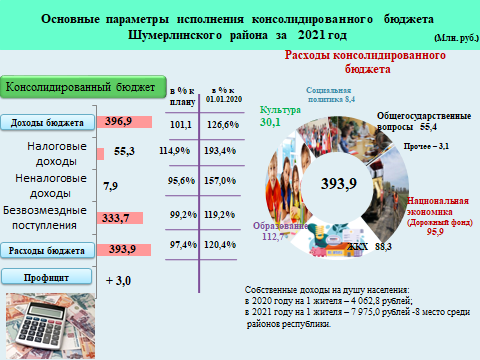 Основные параметры исполнения консолидированного бюджета
Шумерлинского района за 2021 год
(Млн. руб.)
Консолидированный бюджет
в % к
плану
в % к
01.01.2020
Доходы бюджета 396,9 101,1 126,6%
Налоговые
доходы
55,3 114,9% 193,4%
Неналоговые
доходы
7,9 95,6% 157,0%
Безвозмездные
поступления
333,7 99,2% 119,2%
Расходы бюджета 393,9 97,4% 120,4%
Профицит + 3,0
Расходы консолидированного
бюджета
Социальная
политика 8,4
Культура
30,1
Общегосударственные
вопросы 55,4
Прочее – 3,1
393,9
Национальная
экономика
(Дорожный фонд)
95,9
Образование
112,7
ЖКХ 88,3
Собственные доходы на душу населения:
в 2020 году на 1 жителя – 4 062,8 рублей;
в 2021 году на 1 жителя – 7 975,0 рублей -8 место среди
районов республики.